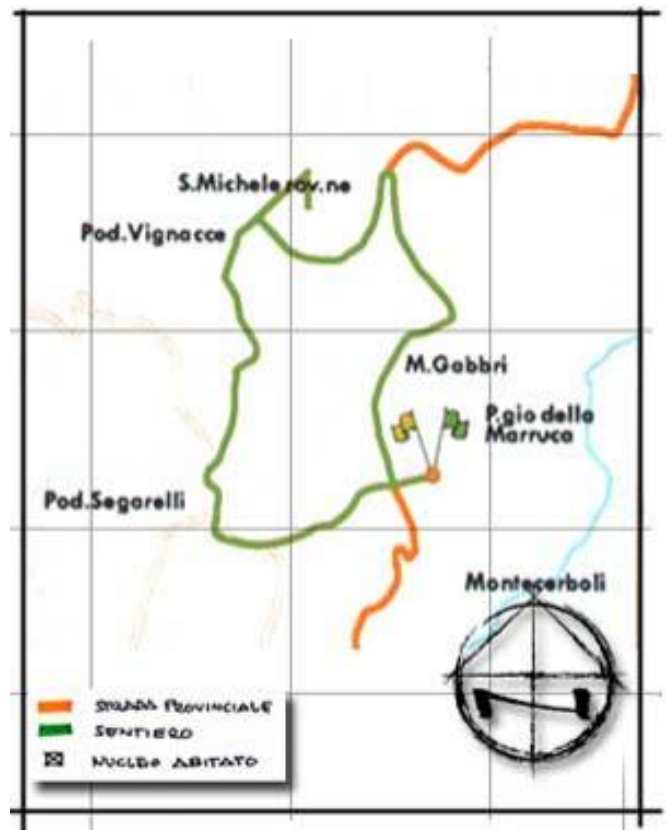 S.Michele rov.ne
Pod.Vignacce
M.Gabbri
P.gio della
Marruca
Pod.Segarelli
Montecerboli
STRADA PROVINCIALE
SENTIERO
NUCLEO ABITATO